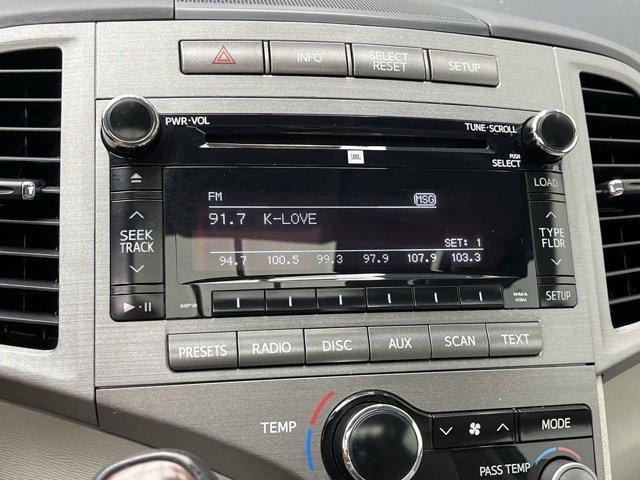 INFO
SELECT
RESET
SETUP
PWR•VOL
TUNE•SCROLL
JBL
PUSH
SELECT
LOAD
FM
MSG
91.7 K-LOVE
SEEK
TRACK
TYPE
FLDR
SET: 1
94.7 100.5 99.3 97.9 107.9 103.3
MP3
WMA
SETUP
PRESETS
RADIO
DISC
AUX
SCAN
TEXT
TEMP
MODE
PASS TEMP